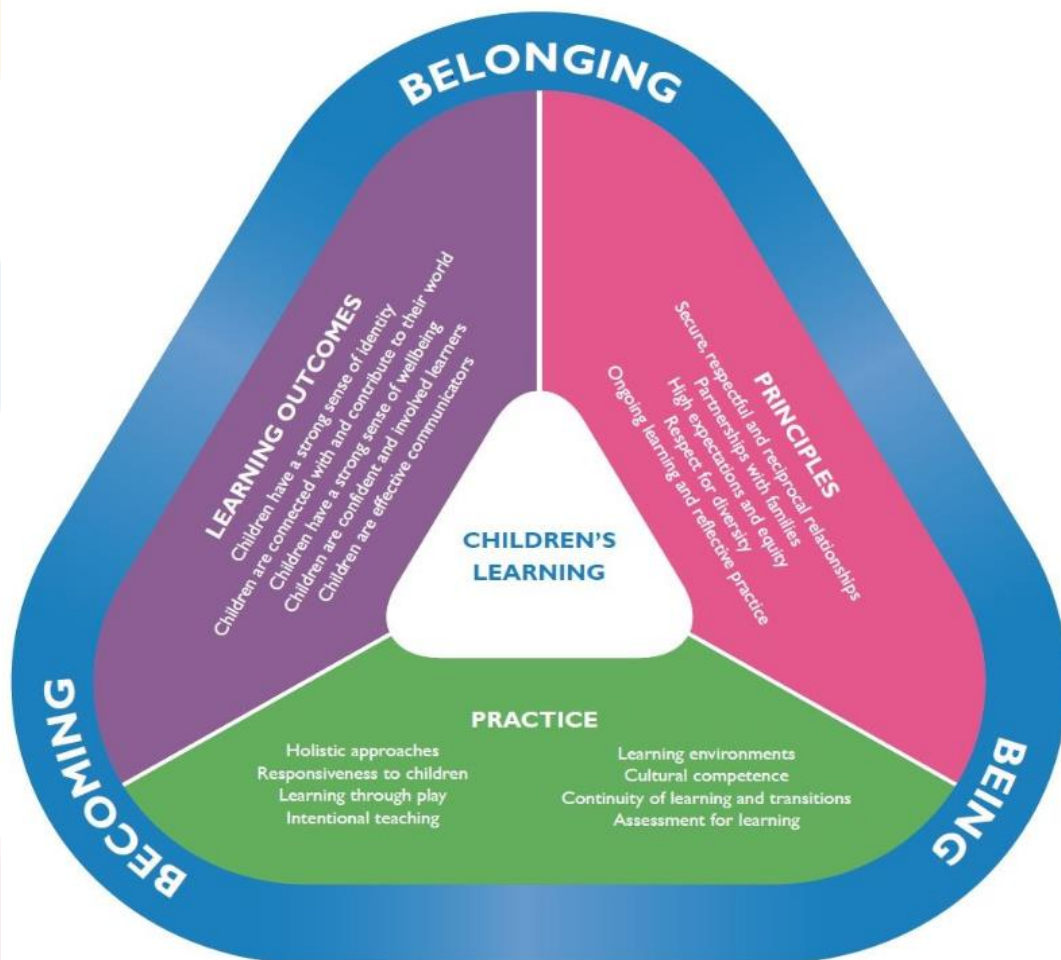 BELONGING
LEARNING OUTCOMES
Children have a strong sense of identity
Children are connected with and contribute to their world
Children have a strong sense of wellbeing
Children are confident and involved learners
Children are effective communicators
PRINCIPLES
Secure, respectful and reciprocal relationships
Partnerships with families
High expectations and equity
Respect for diversity
Ongoing learning and reflective practice
CHILDREN'S
LEARNING
PRACTICE
Holistic approaches
Responsiveness to children
Learning through play
Intentional teaching
Learning environments
Cultural competence
Continuity of learning and transitions
Assessment for learning
BECOMING
BEING